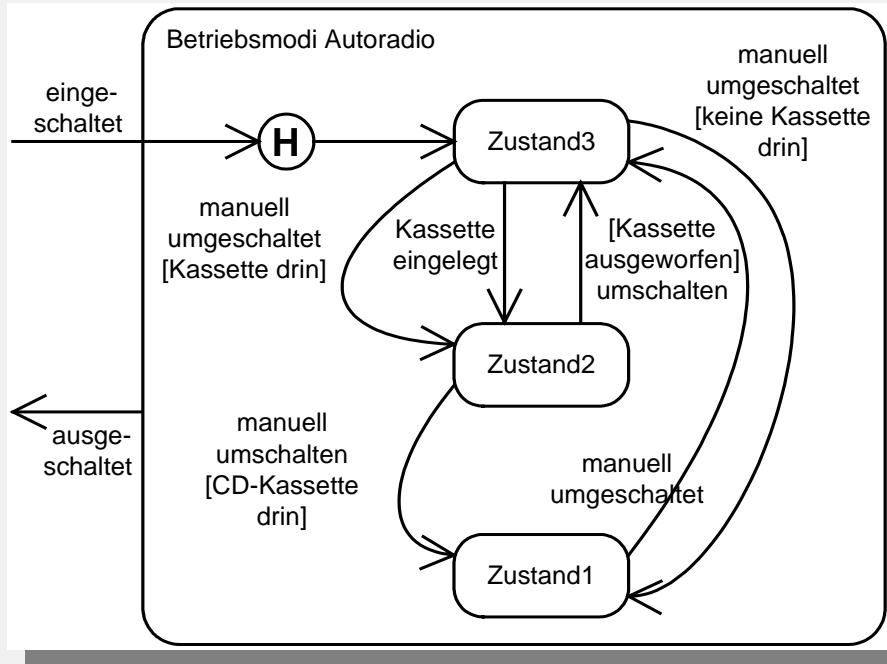 Betriebsmodi Autoradio
manuell
umgeschaltet
[keine Kassette
drin]
einge-
schaltet
H
Zustand3
manuell
umgeschaltet
[Kassette drin]
Kassette
eingelegt
[Kassette
ausgeworfen]
umschalten
Zustand2
ausge-
schaltet
manuell
umschalten
[CD-Kassette
drin]
manuell
umgeschaltet
Zustand1